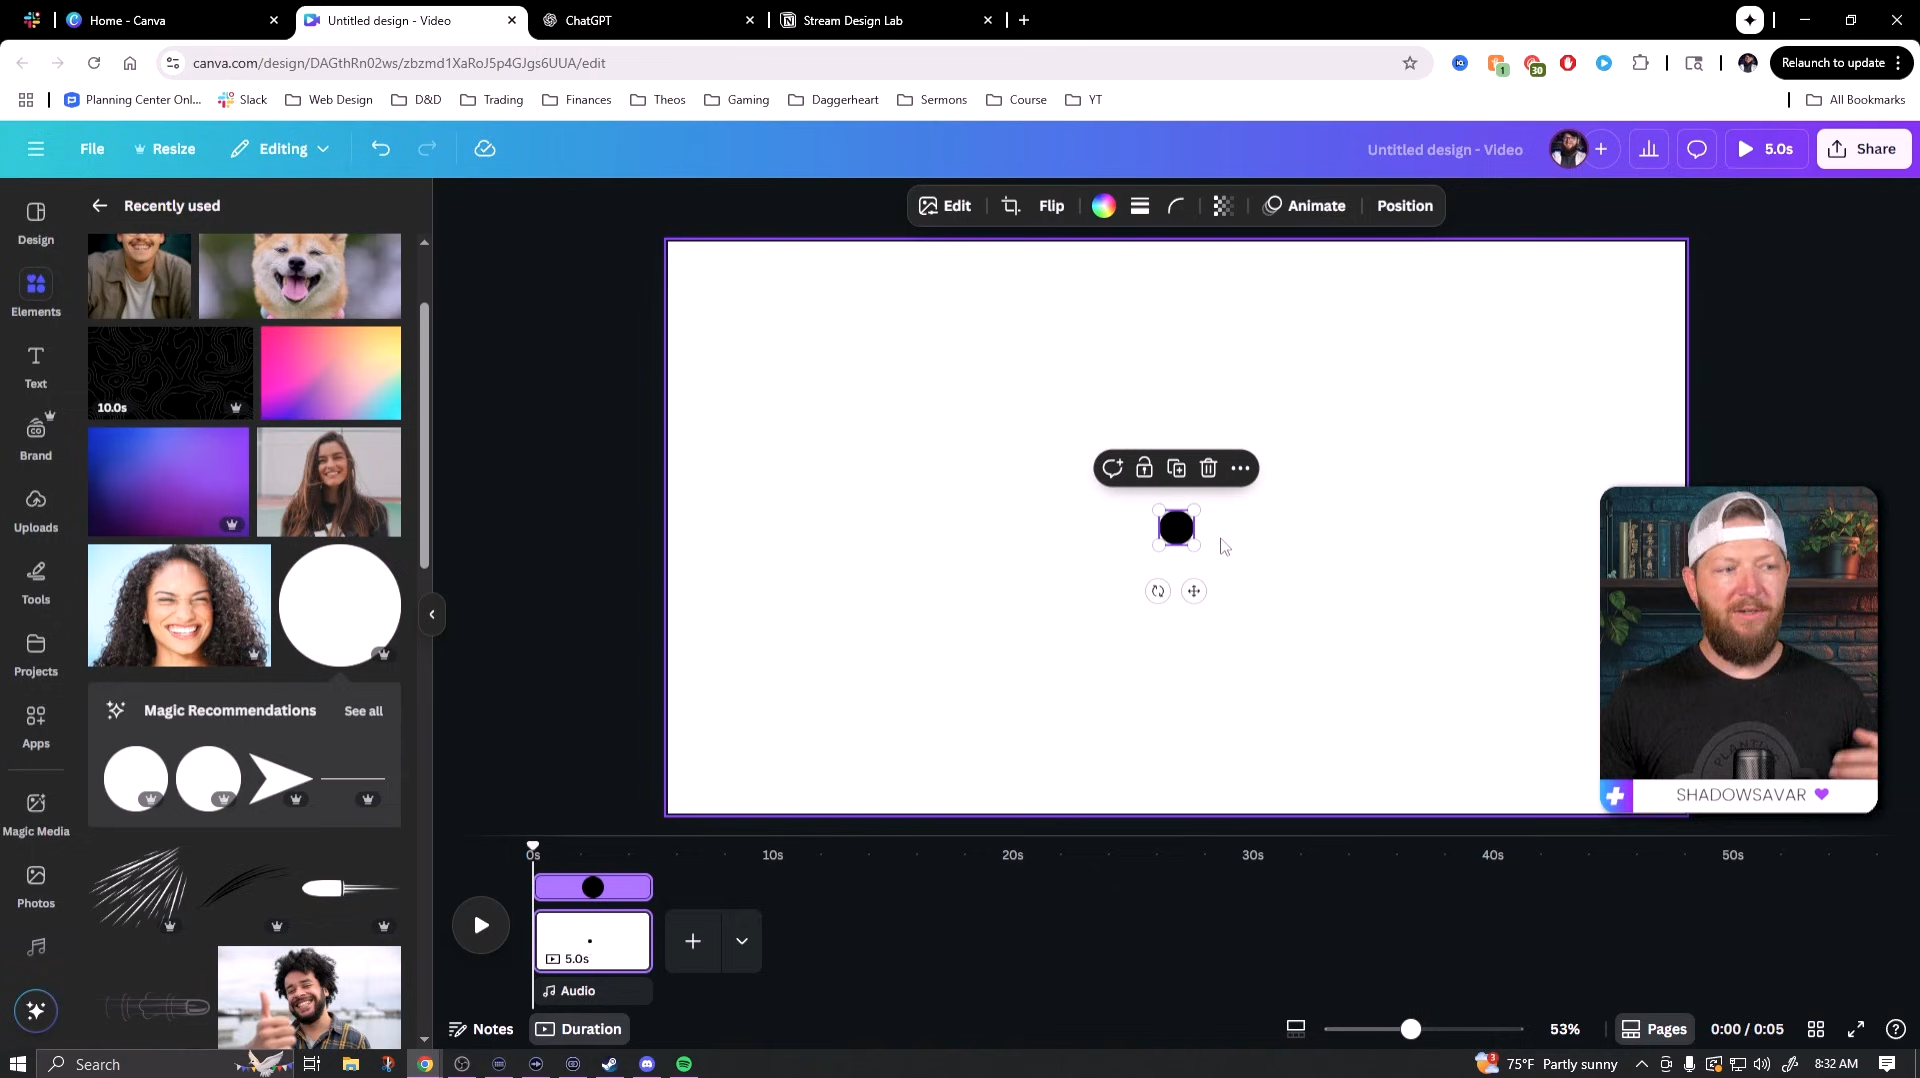 Home - Canva
Untitled design - Video
ChatGPT
Stream Design Lab
canva.com/design/DAGthRn02ws/zbzmd1XaRoJ5p4GJgs6UUA/edit
1
30
Relaunch to update
Planning Center Onl...
Slack
Web Design
D&D
Trading
Finances
Theos
Gaming
Daggerheart
Sermons
Course
YT
All Bookmarks
File
Resize
Editing
Untitled design - Video
5.0s
Share
Design
Elements
Text
Brand
Uploads
Tools
Projects
Apps
Magic Media
Photos
Recently used
10.0s
Magic Recommendations
See all
Edit
Flip
Animate
Position
SHADOWSAVAR
0s
10s
20s
30s
40s
50s
5.0s
Audio
Notes
Duration
53%
Pages
0:00 / 0:05
Search
3
75°F Partly sunny
8:32 AM